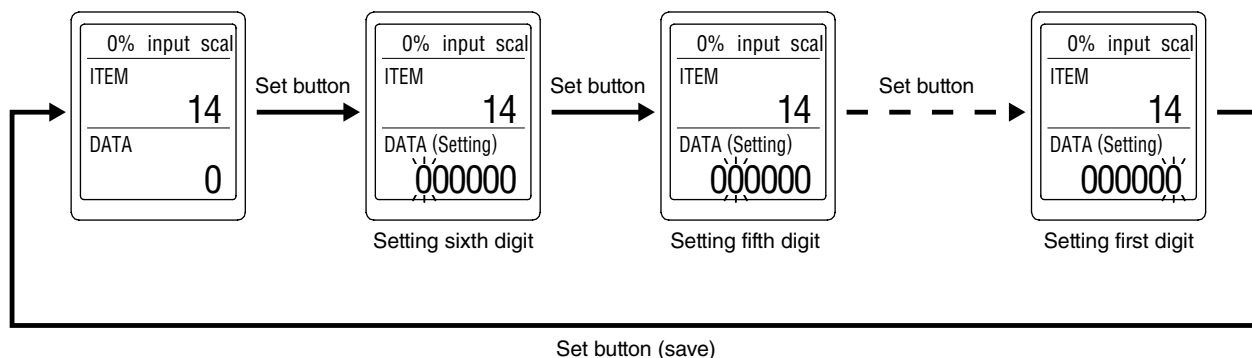 0% input scal
ITEM
14
DATA
0
Set button
0% input scal
ITEM
14
DATA (Setting)
000000
Setting sixth digit
Set button
0% input scal
ITEM
14
DATA (Setting)
000000
Setting fifth digit
Set button
0% input scal
ITEM
14
DATA (Setting)
000000
Setting first digit
Set button (save)